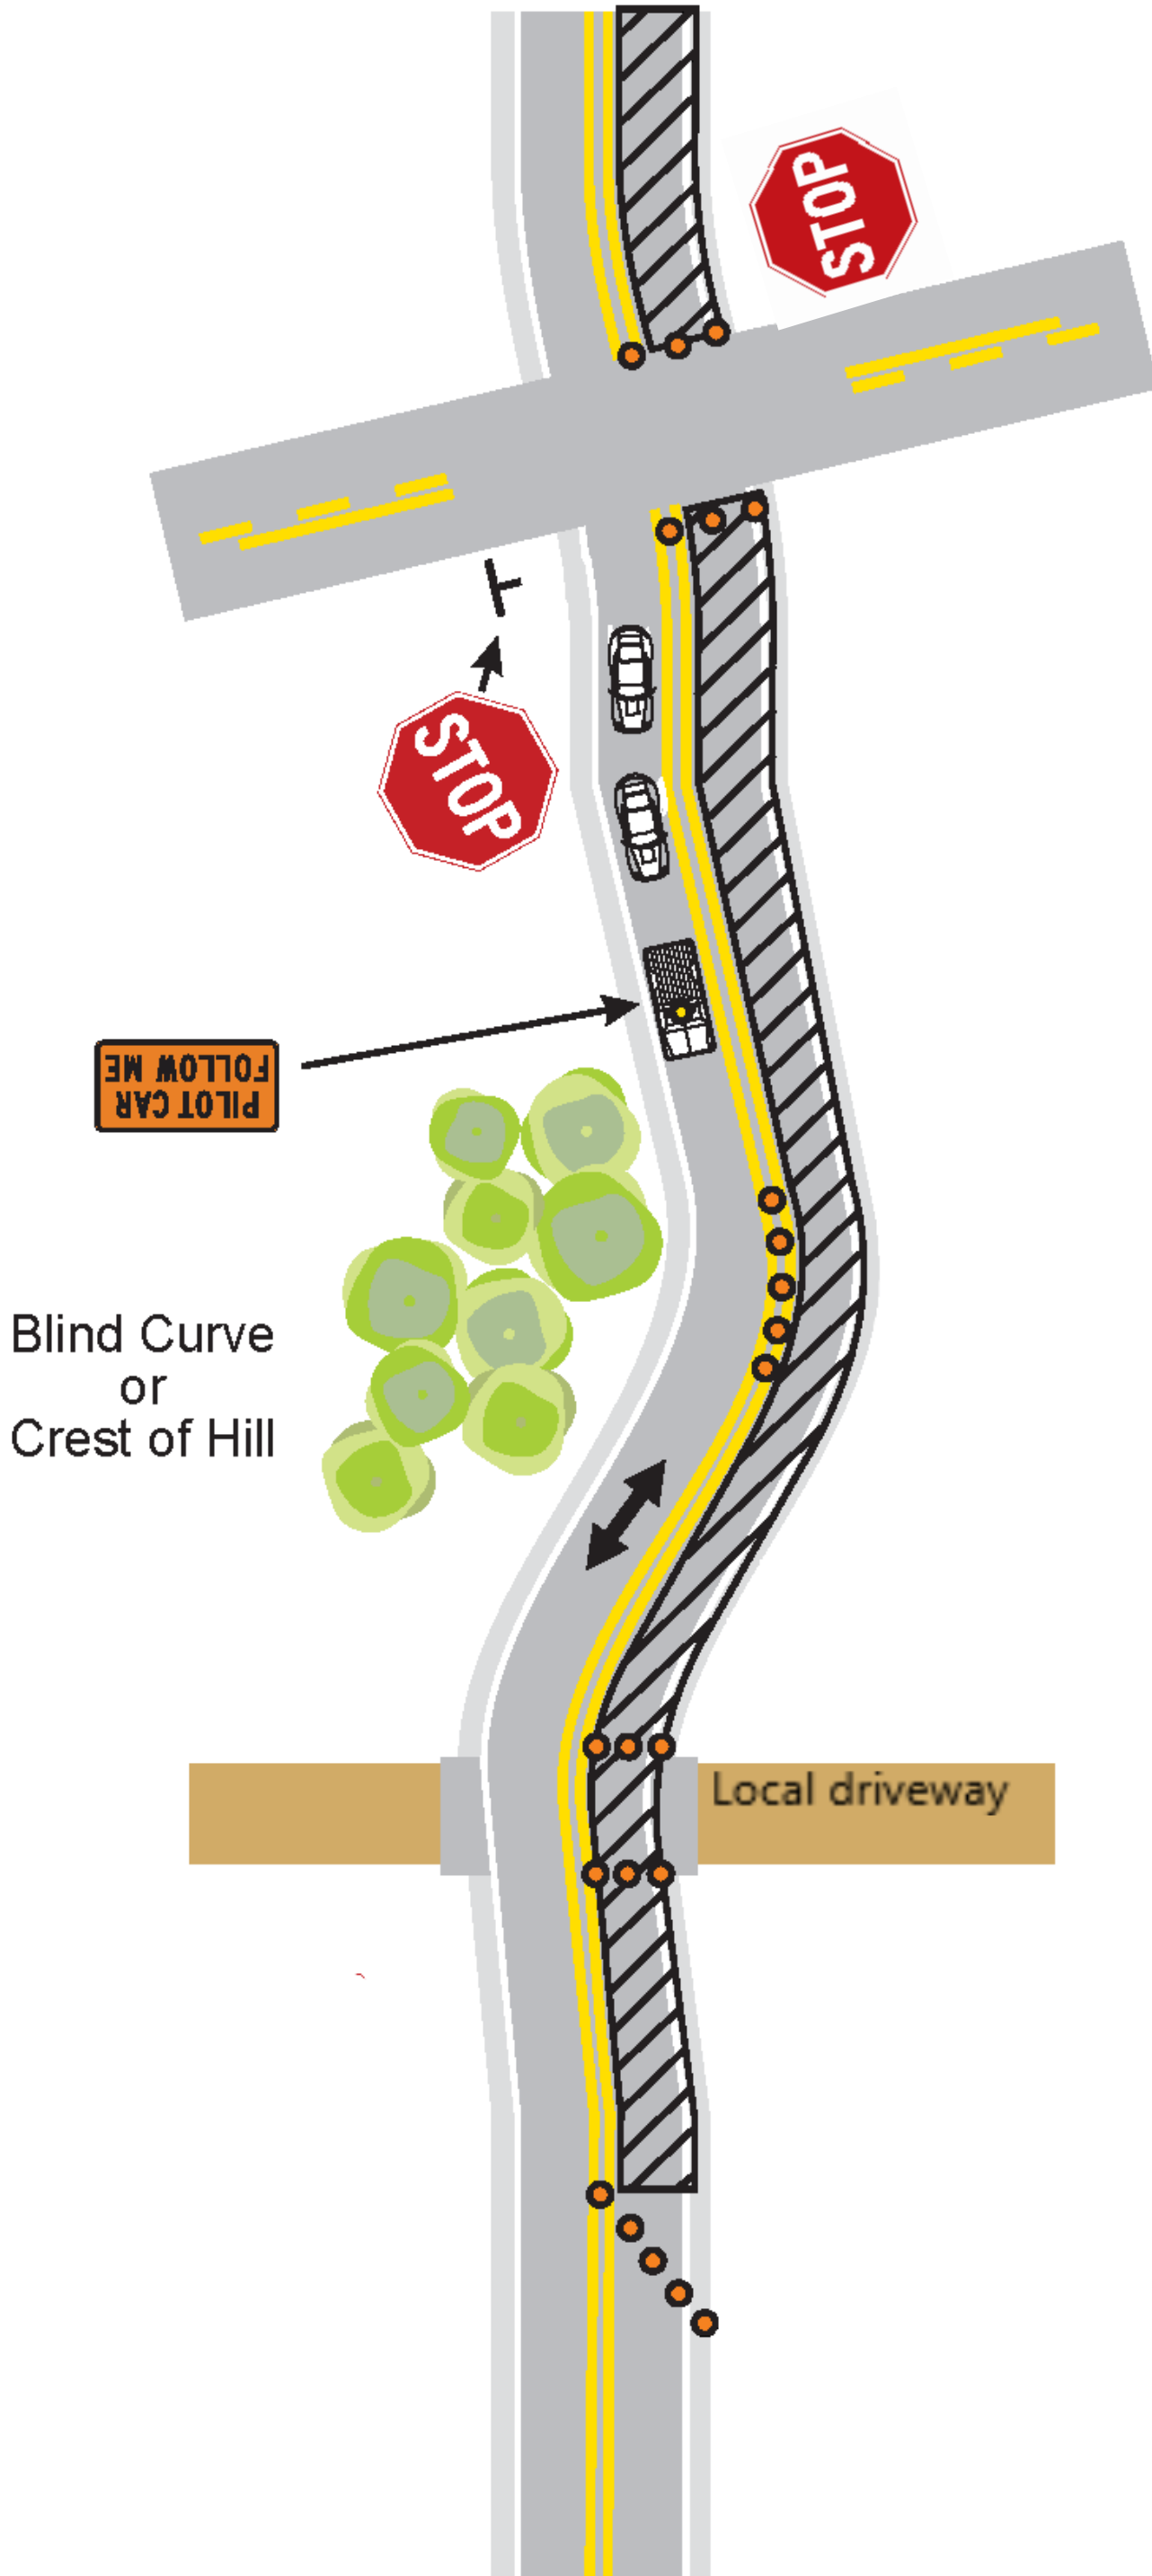 STOP
STOP
PILOT CAR
FOLLOW ME
Blind Curve
or
Crest of Hill
Local driveway